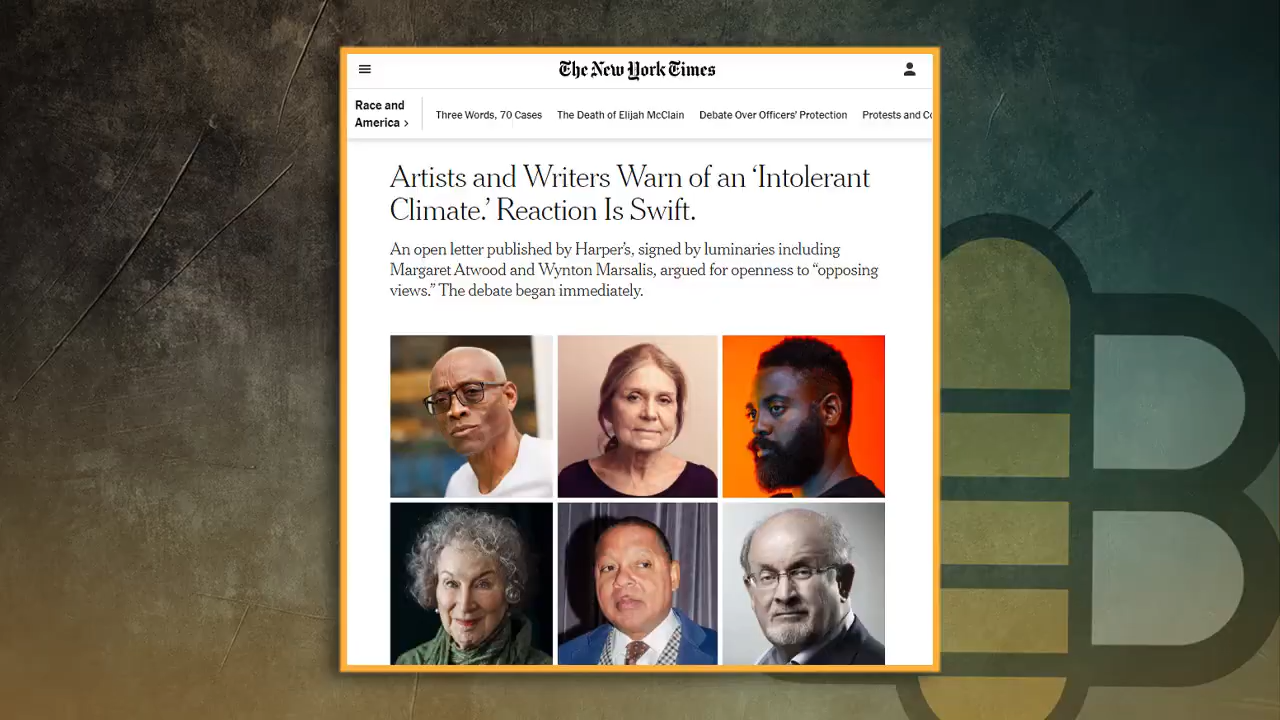 The New York Times
Race and
America >
Three Words, 70 Cases
The Death of Elijah McClain
Debate Over Officers' Protection
Protests and Co
Artists and Writers Warn of an ‘Intolerant
Climate.’ Reaction Is Swift.
An open letter published by Harper’s, signed by luminaries including
Margaret Atwood and Wynton Marsalis, argued for openness to “opposing
views.” The debate began immediately.